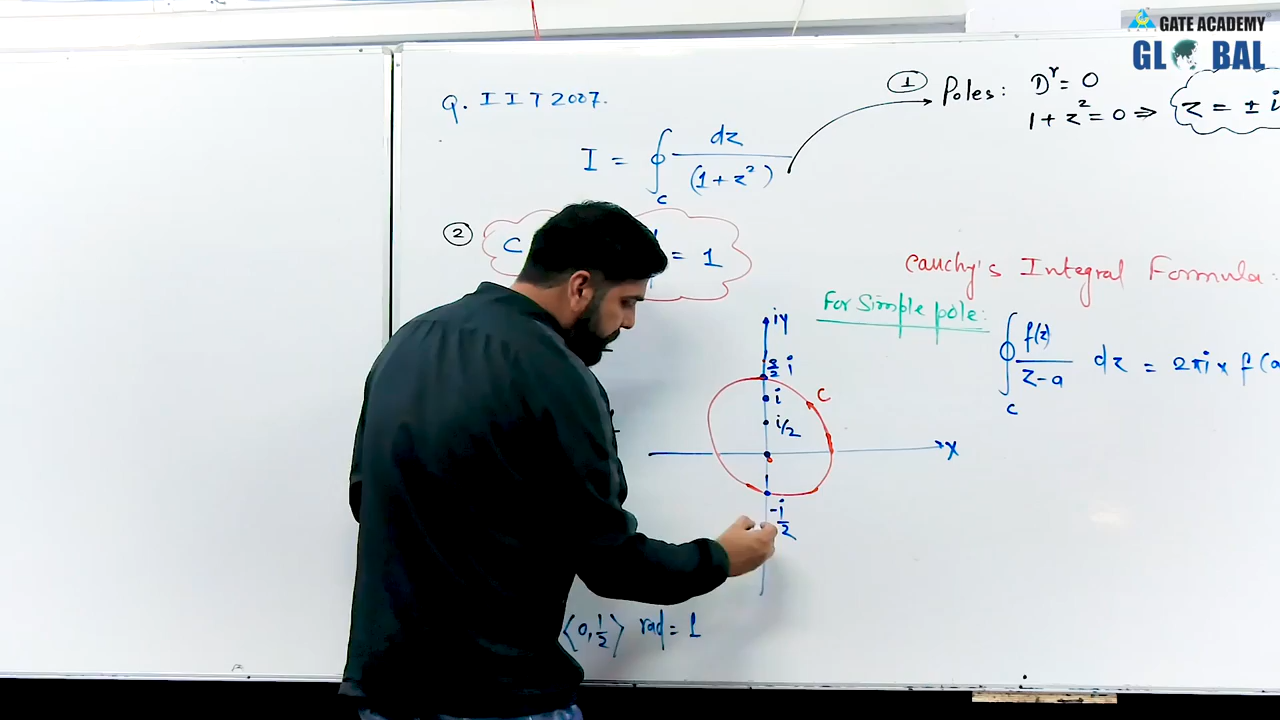 GATE ACADEMY
GLOBAL
Q. IIT 2007.
I = ∮_C dz / (1+z²)
① Poles: Dʳ = 0
1 + z² = 0 ⇒ z = ± i
② C = 1
Cauchy's Integral Formula:
For Simple pole:
∮_C f(z)/(z-a) dz = 2πi × f(a
iy
3/2 i
i
C
i/2
x
-i/2
⟨0, 1/2⟩ rad = 1